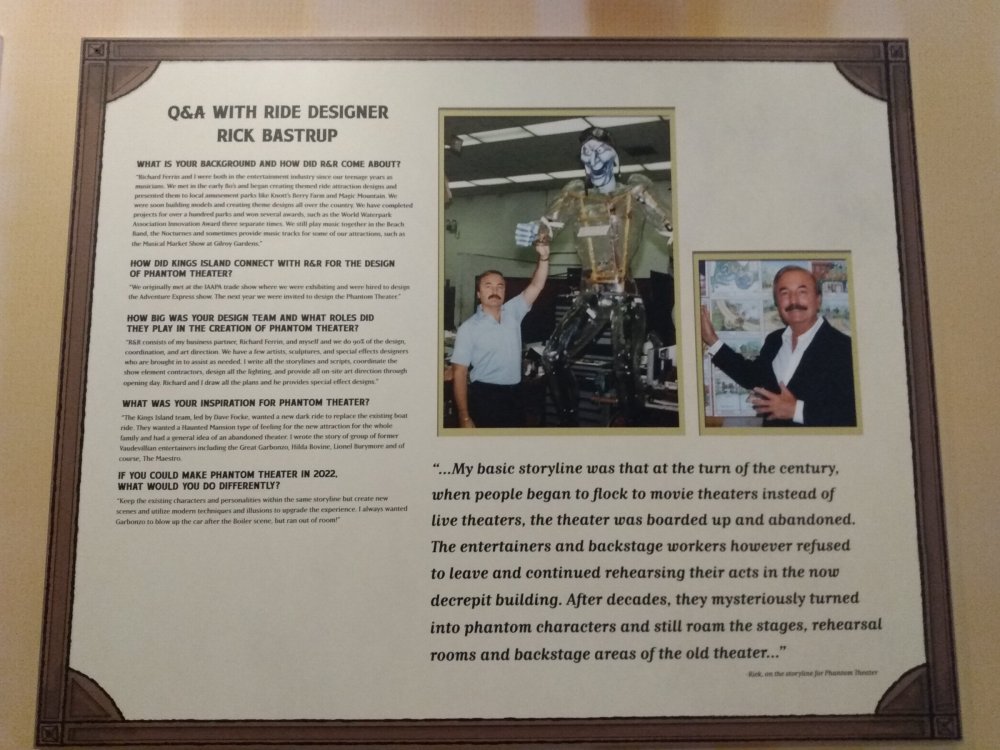 Q&A WITH RIDE DESIGNER
RICK BASTRUP
WHAT IS YOUR BACKGROUND AND HOW DID R&R COME ABOUT?
"Richard Ferrin and I were both in the entertainment industry since our teenage years as
musicians. We met in the early 80's and began creating themed ride attraction designs and
presented them to local amusement parks like Knott's Berry Farm and Magic Mountain. We
were soon building models and creating theme designs all over the country. We have completed
projects for over a hundred parks and won several awards, such as the World Waterpark
Association Innovation Award three separate times. We still play music together in the Beach
Band, the Nocturnes and sometimes provide music tracks for some of our attractions, such as
the Musical Market Show at Gilroy Gardens."
HOW DID KINGS ISLAND CONNECT WITH R&R FOR THE DESIGN
OF PHANTOM THEATER?
"We originally met at the IAAPA trade show where we were exhibiting and were hired to design
the Adventure Express show. The next year we were invited to design the Phantom Theater."
HOW BIG WAS YOUR DESIGN TEAM AND WHAT ROLES DID
THEY PLAY IN THE CREATION OF PHANTOM THEATER?
"R&R consists of my business partner, Richard Ferrin, and myself and we do 90% of the design,
coordination, and art direction. We have a few artists, sculptures, and special effects designers
who are brought in to assist as needed. I write all the storylines and scripts, coordinate the
show element contractors, design all the lighting, and provide all on-site art direction through
opening day. Richard and I draw all the plans and he provides special effect designs."
WHAT WAS YOUR INSPIRATION FOR PHANTOM THEATER?
"The Kings Island team, led by Dave Focke, wanted a new dark ride to replace the existing boat
ride. They wanted a Haunted Mansion type of feeling for the new attraction for the whole
family and had a general idea of an abandoned theater. I wrote the story of group of former
Vaudevillian entertainers including the Great Garbonzo, Hilda Bovine, Lionel Burymore and of
course, The Maestro.
IF YOU COULD MAKE PHANTOM THEATER IN 2022,
WHAT WOULD YOU DO DIFFERENTLY?
"Keep the existing characters and personalities within the same storyline but create new
scenes and utilize modern techniques and illusions to upgrade the experience. I always wanted
Garbonzo to blow up the car after the Boiler scene, but ran out of room!"
"...My basic storyline was that at the turn of the century,
when people began to flock to movie theaters instead of
live theaters, the theater was boarded up and abandoned.
The entertainers and backstage workers however refused
to leave and continued rehearsing their acts in the now
decrepit building. After decades, they mysteriously turned
into phantom characters and still roam the stages, rehearsal
rooms and backstage areas of the old theater..."
-Rick, on the storyline for Phantom Theater